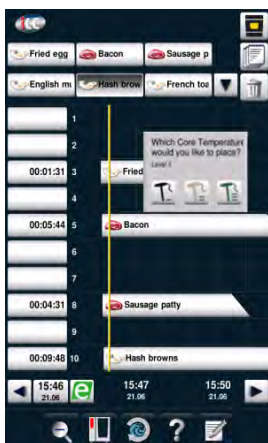 Fried egg
Bacon
Sausage p
English mu
Hash brow
French toa
1
2
Which Core Temperature
would you like to place?
Level 3
00:01:31 3 Fried
4
00:05:44 5 Bacon
6
7
00:04:31 8 Sausage patty
9
00:09:48 10 Hash browns
15:46
21.06
15:47
21.06
15:50
21.06
?